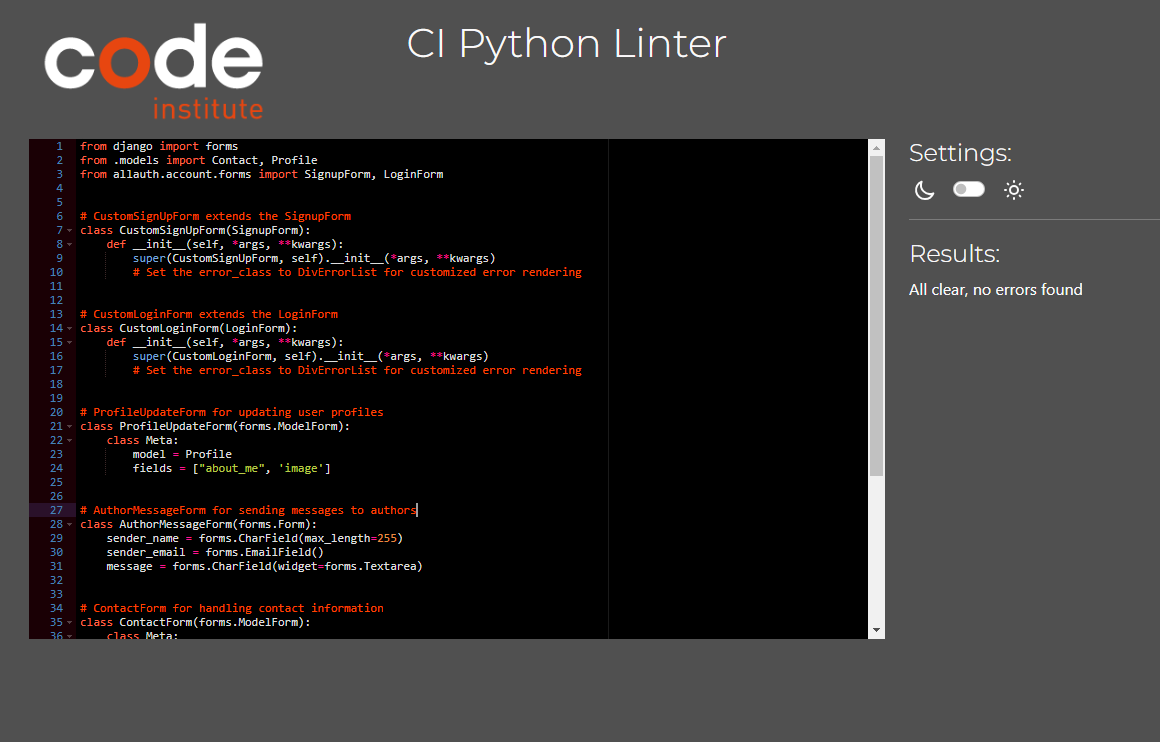 code
institute
CI Python Linter
1 from django import forms
2 from .models import Contact, Profile
3 from allauth.account.forms import SignupForm, LoginForm
4
5
6 # CustomSignUpForm extends the SignupForm
7 class CustomSignUpForm(SignupForm):
8     def __init__(self, *args, **kwargs):
9         super(CustomSignUpForm, self).__init__(*args, **kwargs)
10         # Set the error_class to DivErrorList for customized error rendering
11
12
13 # CustomLoginForm extends the LoginForm
14 class CustomLoginForm(LoginForm):
15     def __init__(self, *args, **kwargs):
16         super(CustomLoginForm, self).__init__(*args, **kwargs)
17         # Set the error_class to DivErrorList for customized error rendering
18
19
20 # ProfileUpdateForm for updating user profiles
21 class ProfileUpdateForm(forms.ModelForm):
22     class Meta:
23         model = Profile
24         fields = ["about_me", 'image']
25
26
27 # AuthorMessageForm for sending messages to authors
28 class AuthorMessageForm(forms.Form):
29     sender_name = forms.CharField(max_length=255)
30     sender_email = forms.EmailField()
31     message = forms.CharField(widget=forms.Textarea)
32
33
34 # ContactForm for handling contact information
35 class ContactForm(forms.ModelForm):
36     class Meta:
Settings:
Results:
All clear, no errors found